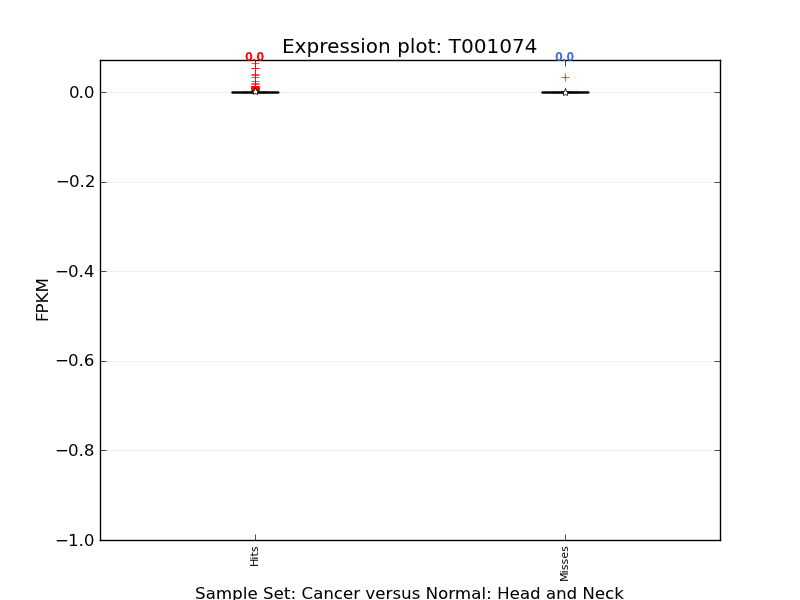 Expression plot: T001074
0.0 0.0
0.0
−0.2
−0.4
−0.6
−0.8
−1.0
FPKM
Hits
Misses
Sample Set: Cancer versus Normal: Head and Neck